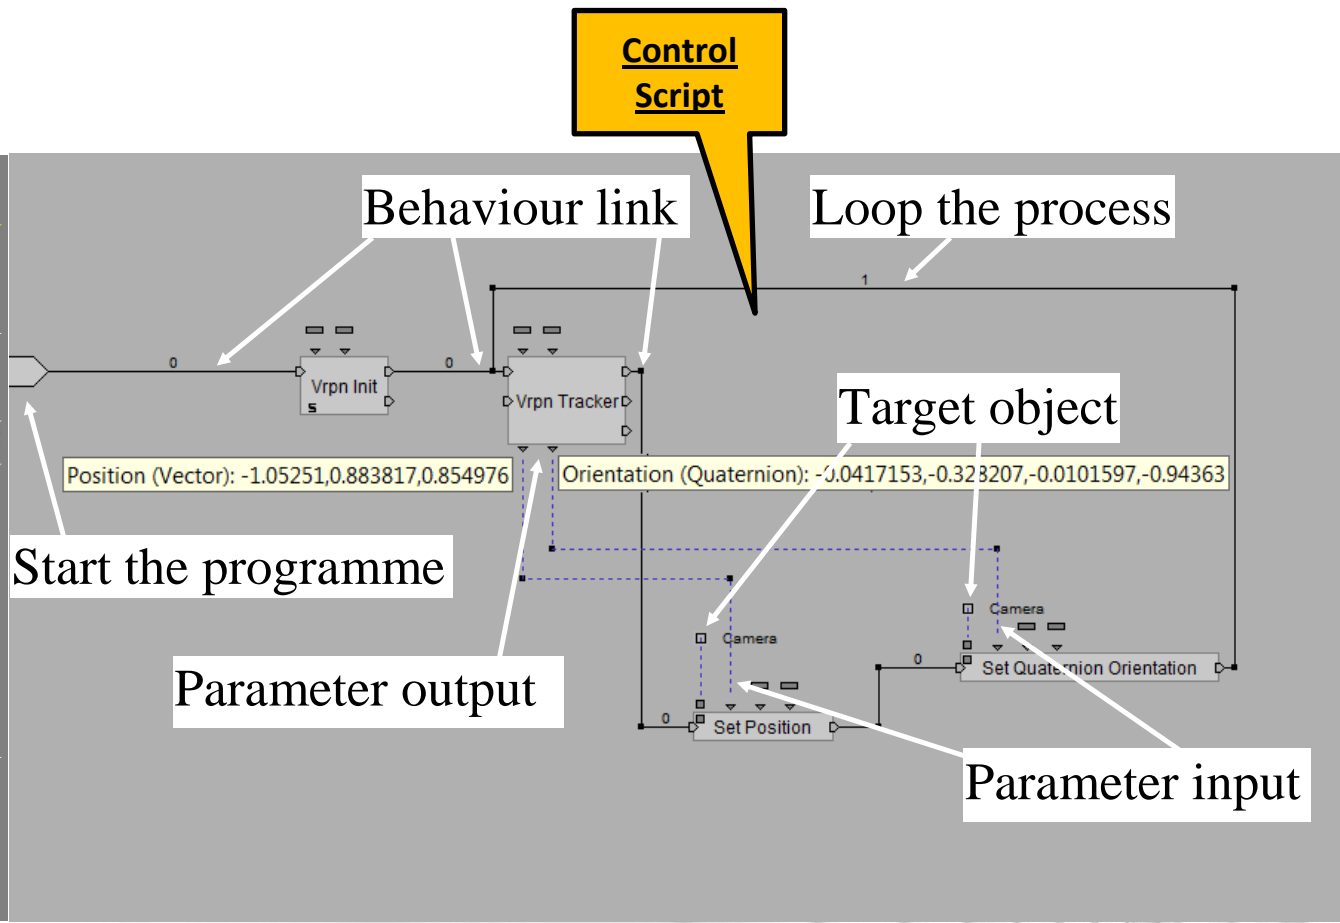 Control
Script
Behaviour link
Loop the process
1
0
0
Vrpn Init
s
Vrpn Tracker
Target object
Position (Vector): -1.05251,0.883817,0.854976
Orientation (Quaternion): -0.0417153,-0.328207,-0.0101597,-0.94363
Start the programme
Camera
Camera
0
Set Quaternion Orientation
Parameter output
0
Set Position
Parameter input